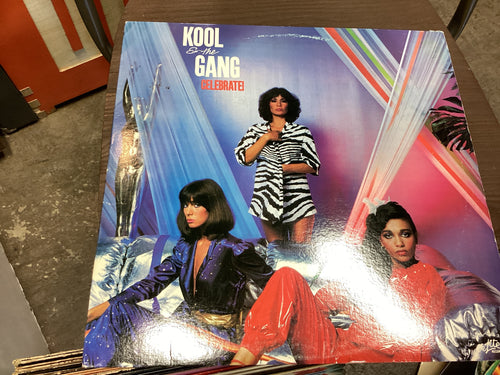 KOOL
& the
GANG
CELEBRATE!